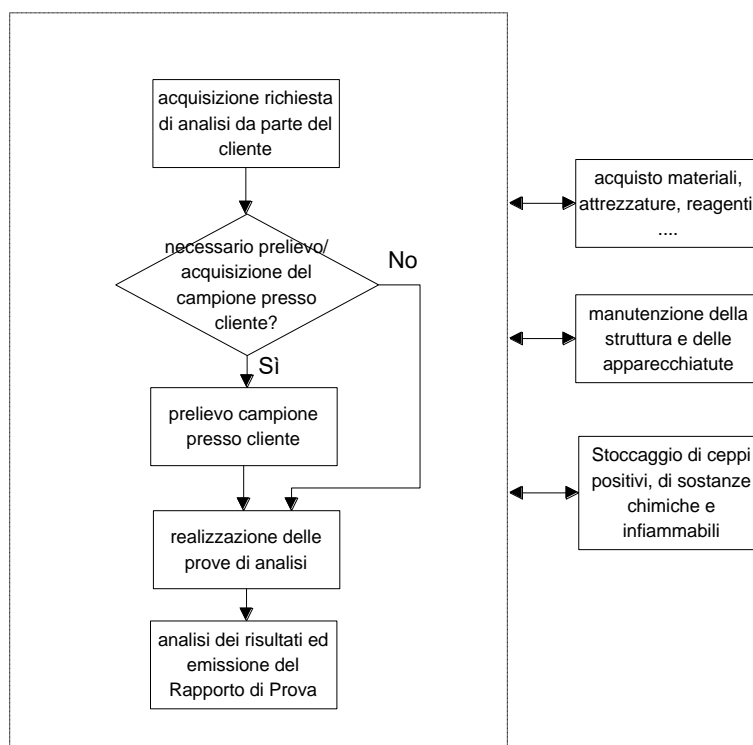 acquisizione richiesta
di analisi da parte del
cliente
necessario prelievo/
acquisizione del
campione presso
cliente?
No
Sì
prelievo campione
presso cliente
realizzazione delle
prove di analisi
analisi dei risultati ed
emissione del
Rapporto di Prova
acquisto materiali,
attrezzature, reagenti
....
manutenzione della
struttura e delle
apparecchiatute
Stoccaggio di ceppi
positivi, di sostanze
chimiche e
infiammabili